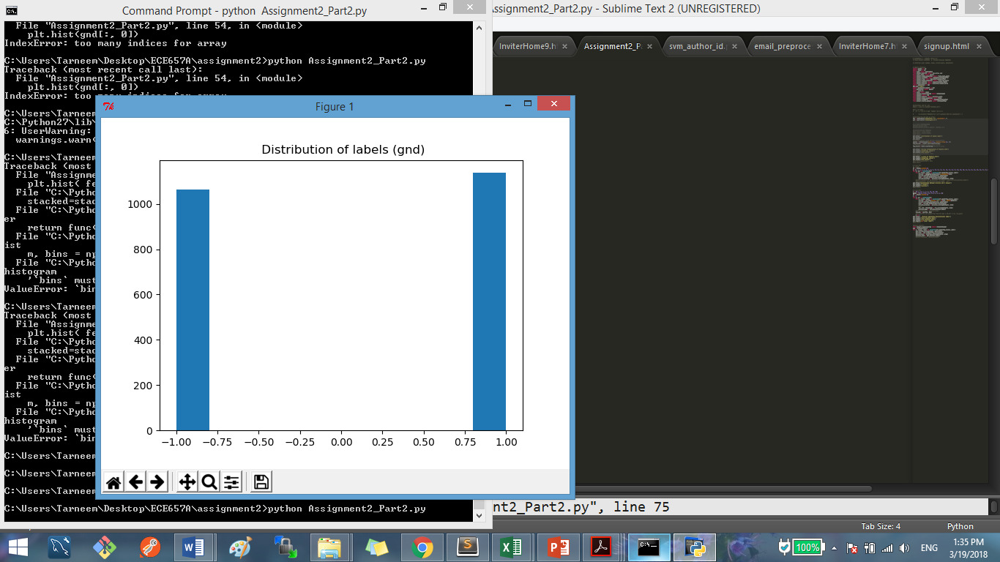 Command Prompt - python  Assignment2_Part2.py
File "Assignment2_Part2.py", line 54, in <module>
plt.hist(gnd[:, 0])
IndexError: too many indices for array
C:\Users\Tarneem\Desktop\ECE657A\assignment2>python Assignment2_Part2.py
Traceback (most recent call last):
File "Assignment2_Part2.py", line 54, in <module>
plt.hist(gnd[:, 0])
IndexError: too many indices for array
C:\Users\Tarneem
C:\Python27\lib\
6: UserWarning:
warnings.warn(
C:\Users\Tarneem
Traceback (most
File "Assignme
plt.hist( fe
File "C:\Pytho
stacked=stac
File "C:\Pytho
er
return func(
File "C:\Pytho
ist
m, bins = np
File "C:\Pytho
histogram
'`bins` must
ValueError: `bin
C:\Users\Tarneem
Traceback (most
File "Assignme
plt.hist( fe
File "C:\Pytho
stacked=stac
File "C:\Pytho
er
return func(
File "C:\Pytho
ist
m, bins = np
File "C:\Pytho
histogram
'`bins` must
ValueError: `bin
C:\Users\Tarneem
C:\Users\Tarneem
C:\Users\Tarneem
C:\Users\Tarneem\Desktop\ECE657A\assignment2>python Assignment2_Part2.py
Figure 1
Distribution of labels (gnd)
1000
800
600
400
200
0
−1.00 −0.75 −0.50 −0.25 0.00 0.25 0.50 0.75 1.00
ssignment2_Part2.py - Sublime Text 2 (UNREGISTERED)
InviterHome9.h Assignment2_P svm_author_id. email_preproce InviterHome7.h signup.html
nt2_Part2.py", line 75
Tab Size: 4 Python
100% ENG 1:35 PM
3/19/2018